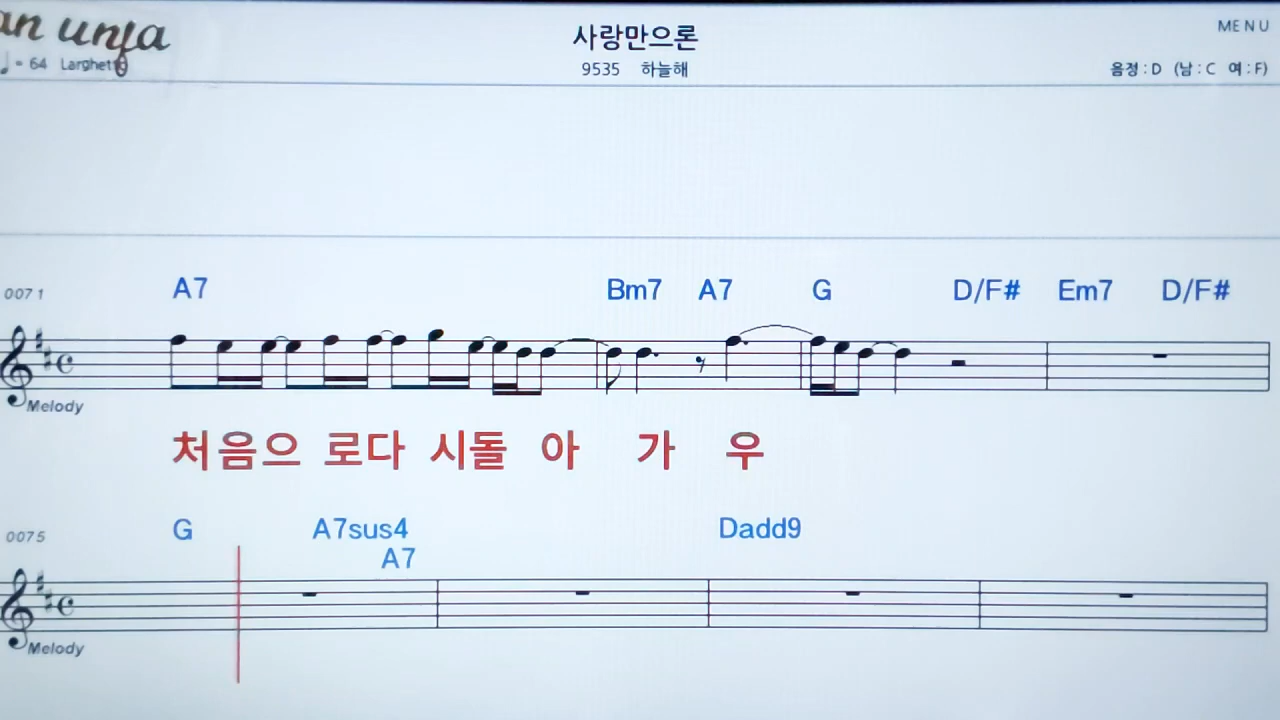 사랑만으론
MENU
♩= 64 Larghetto
9535 하늘해
음정:D (남:C 여:F)
A7 Bm7 A7 G D/F# Em7 D/F#
0071
Melody
처음으 로다 시돌 아 가 우
G A7sus4 Dadd9
0075
A7
Melody